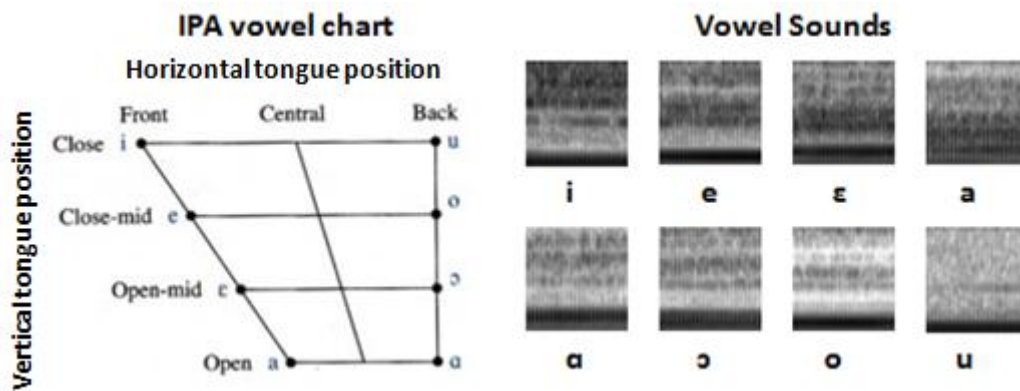 IPA vowel chart
Horizontal tongue position
Vertical tongue position
Front Central Back
Close i u
Close-mid e o
Open-mid ɛ ɔ
Open a ɑ
Vowel Sounds
i e ɛ a
ɑ ɔ o u